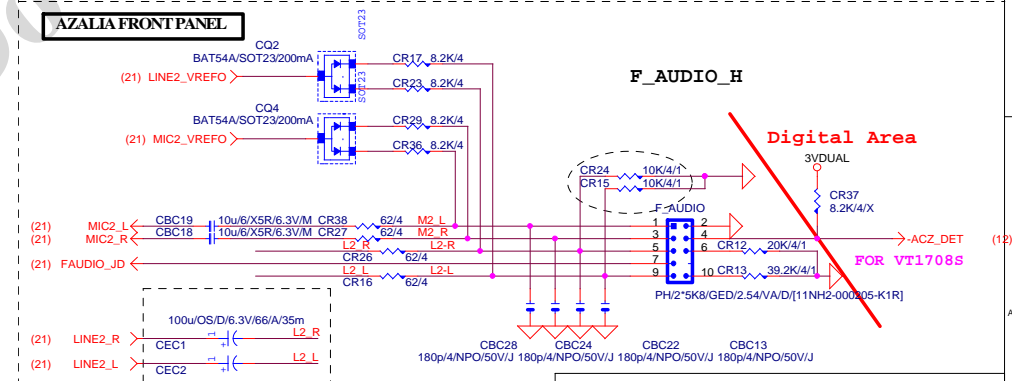 AZALIA FRONT PANEL
SOT23
CQ2
BAT54A/SOT23/200mA
(21) LINE2_VREFO
CR17 8.2K/4
CR23 8.2K/4
SOT23
F_AUDIO_H
CQ4
BAT54A/SOT23/200mA
(21) MIC2_VREFO
CR29 8.2K/4
CR36 8.2K/4
Digital Area
3VDUAL
CR24 10K/4/1
CR15 10K/4/1
CR37
8.2K/4/X
F_AUDIO
(21) MIC2_L CBC19 10u/6/X5R/6.3V/M CR38 62/4 M2_L 1 2
(21) MIC2_R CBC18 10u/6/X5R/6.3V/M CR27 62/4 M2_R 3 4 -ACZ_DET (12)
L2_R L2-R 5 6 CR12 20K/4/1
CR26 62/4
(21) FAUDIO_JD 7 FOR VT1708S
L2_L L2-L 9 10 CR13 39.2K/4/1
CR16 62/4
PH/2*5K8/GED/2.54/VA/D/[11NH2-000205-K1R]
100u/OS/D/6.3V/66/A/35m
(21) LINE2_R 1 L2_R
CEC1
(21) LINE2_L 1 L2_L
CEC2
CBC28 CBC24 CBC22 CBC13
180p/4/NPO/50V/J 180p/4/NPO/50V/J 180p/4/NPO/50V/J 180p/4/NPO/50V/J
A